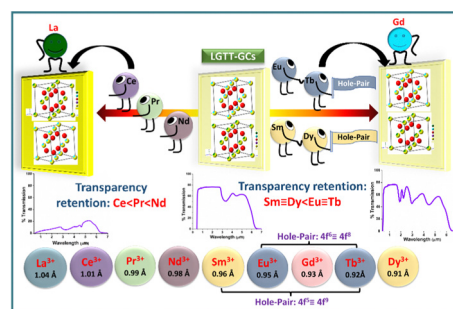 La
Gd
LGTT-GCs
Ce
Pr
Nd
Eu
Tb
Hole-Pair
Sm
Dy
Hole-Pair
Transparency
retention: Ce<Pr<Nd
Transparency retention:
Sm≡Dy<Eu≡Tb
% Transmission
Wavelength μm
% Transmission
Wavelength μm
% Transmission
Wavelength μm
Hole-Pair: 4f⁶≡ 4f⁸
La³⁺
1.04 Å
Ce³⁺
1.01 Å
Pr³⁺
0.99 Å
Nd³⁺
0.98 Å
Sm³⁺
0.96 Å
Eu³⁺
0.95 Å
Gd³⁺
0.93 Å
Tb³⁺
0.92Å
Dy³⁺
0.91 Å
Hole-Pair: 4f⁵≡ 4f⁹